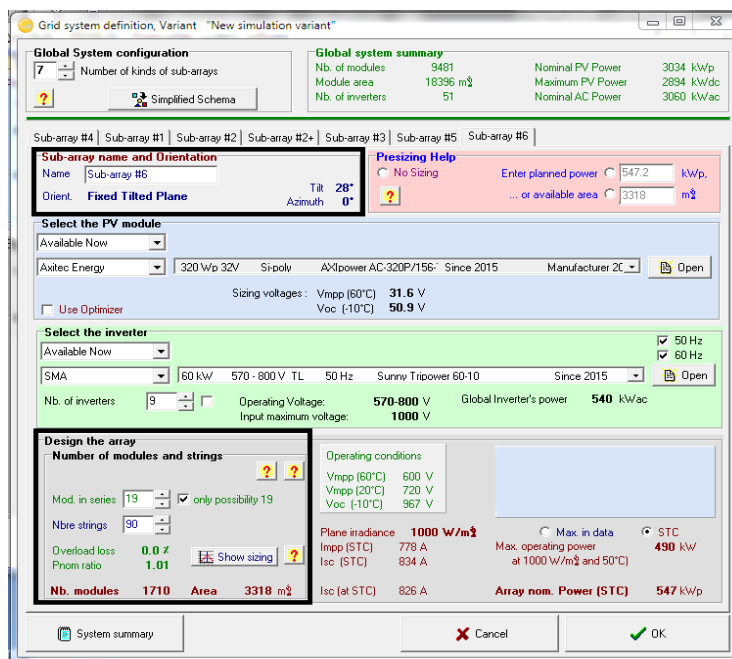 Grid system definition, Variant "New simulation variant"
Global System configuration
7 Number of kinds of sub-arrays
? Simplified Schema
Global system summary
Nb. of modules 9481 Nominal PV Power 3034 kWp
Module area 18396 m² Maximum PV Power 2894 kWdc
Nb. of inverters 51 Nominal AC Power 3060 kWac
Sub-array #4 Sub-array #1 Sub-array #2 Sub-array #2+ Sub-array #3 Sub-array #5 Sub-array #6
Sub-array name and Orientation
Name Sub-array #6
Orient. Fixed Tilted Plane Tilt 28°
Azimuth 0°
Presizing Help
No Sizing Enter planned power 547.2 kWp,
? ... or available area 3318 m²
Select the PV module
Available Now
Axitec Energy 320 Wp 32V Si-poly AXIpower AC-320P/156- Since 2015 Manufacturer 20 Open
Sizing voltages : Vmpp (60°C) 31.6 V
Use Optimizer Voc (-10°C) 50.9 V
Select the inverter
Available Now 50 Hz
60 Hz
SMA 60 kW 570 - 800 V TL 50 Hz Sunny Tripower 60-10 Since 2015 Open
Nb. of inverters 9 Operating Voltage: 570-800 V Global Inverter's power 540 kWac
Input maximum voltage: 1000 V
Design the array
Number of modules and strings
? ?
Mod. in series 19 only possibility 19
Nbre strings 90
Overload loss 0.0 %
Pnom ratio 1.01 Show sizing ?
Nb. modules 1710 Area 3318 m²
Operating conditions
Vmpp (60°C) 600 V
Vmpp (20°C) 720 V
Voc (-10°C) 967 V
Plane irradiance 1000 W/m² Max. in data STC
Impp (STC) 778 A Max. operating power 490 kW
Isc (STC) 834 A at 1000 W/m² and 50°C)
Isc (at STC) 826 A Array nom. Power (STC) 547 kWp
System summary Cancel OK